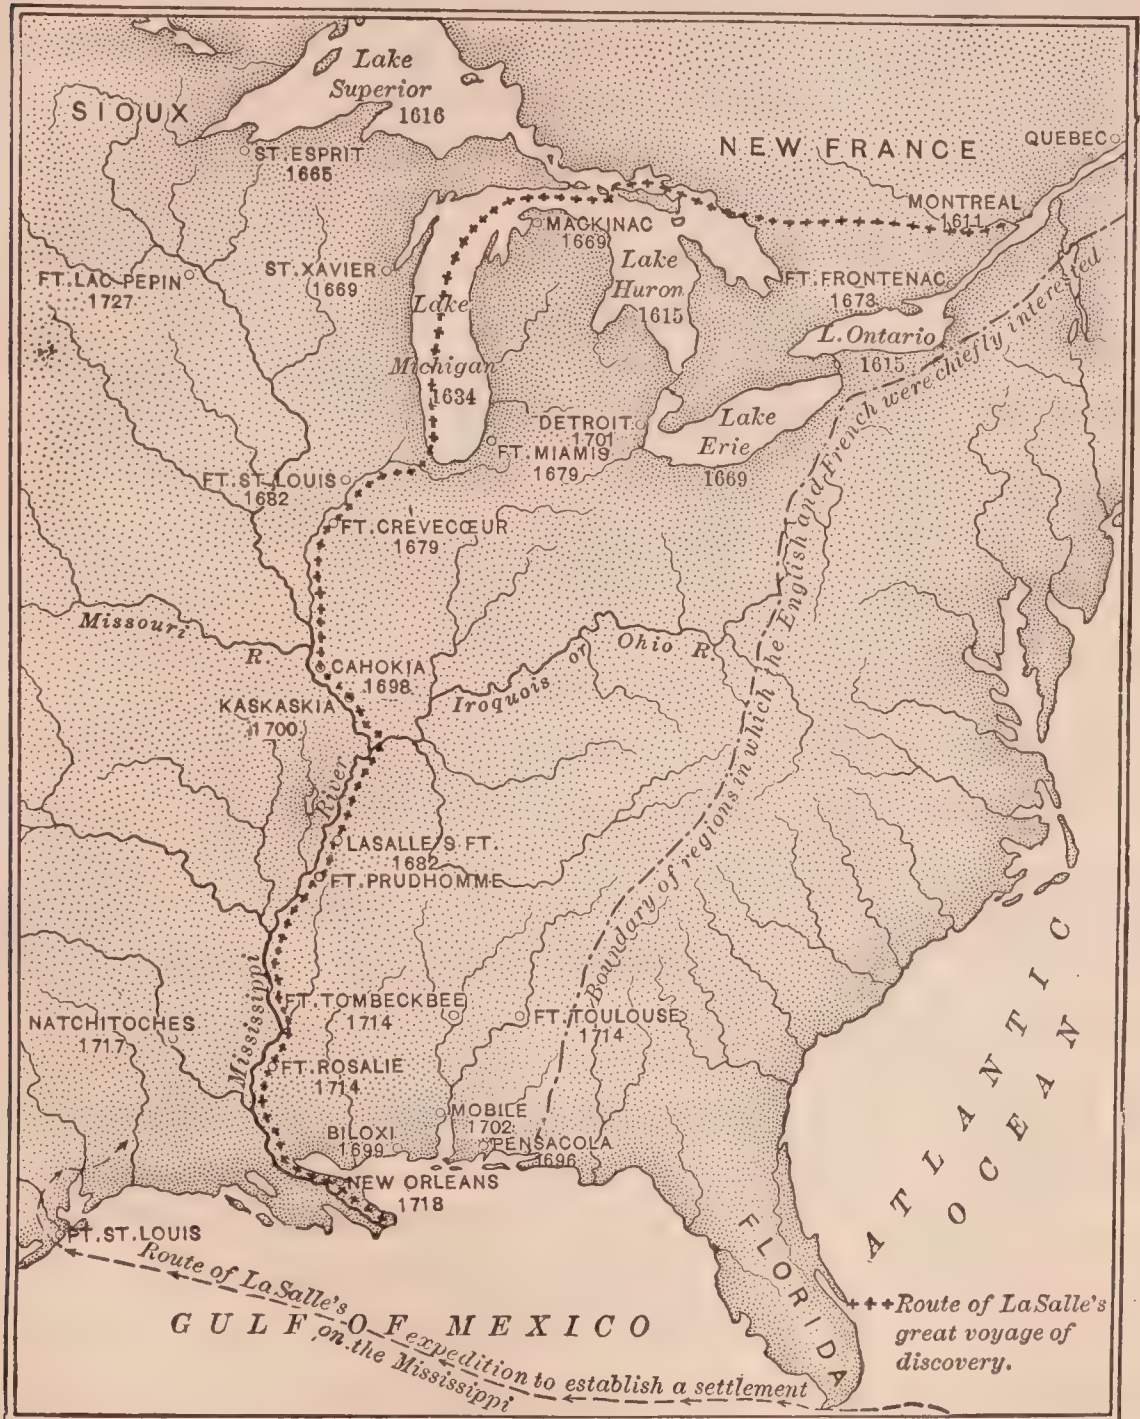 Lake
Superior
1616
SIOUX
ST. ESPRIT
1665
NEW FRANCE
QUEBEC
MONTREAL
1611
MACKINAC
1669
FT. LAC-PEPIN
1727
ST. XAVIER
1669
Lake
Huron
1615
FT. FRONTENAC
1673
L. Ontario
1615
Lake
Michigan
1634
DETROIT
1701
FT. MIAMIS
1679
Lake
Erie
1669
FT. ST. LOUIS
1682
FT. CREVECŒUR
1679
Missouri
R.
Iroquois or Ohio R.
CAHOKIA
1698
KASKASKIA
1700
Mississippi River
LASALLE'S FT.
1682
FT. PRUDHOMME
Boundary of regions in which the English and French were chiefly interested
FT. TOMBECKBEE
1714
FT. TOULOUSE
1714
NATCHITOCHES
1717
FT. ROSALIE
1714
MOBILE
1702
BILOXI
1699
PENSACOLA
1696
NEW ORLEANS
1718
FT. ST. LOUIS
FLORIDA
ATLANTIC
OCEAN
Route of LaSalle's expedition to establish a settlement
on the Mississippi
GULF OF MEXICO
+++Route of LaSalle's
great voyage of
discovery.